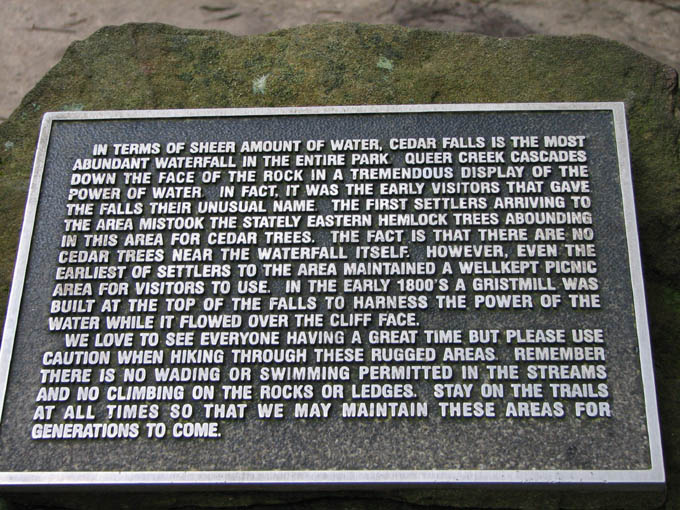 IN TERMS OF SHEER AMOUNT OF WATER, CEDAR FALLS IS THE MOST
ABUNDANT WATERFALL IN THE ENTIRE PARK. QUEER CREEK CASCADES
DOWN THE FACE OF THE ROCK IN A TREMENDOUS DISPLAY OF THE
POWER OF WATER. IN FACT, IT WAS THE EARLY VISITORS THAT GAVE
THE FALLS THEIR UNUSUAL NAME. THE FIRST SETTLERS ARRIVING TO
THE AREA MISTOOK THE STATELY EASTERN HEMLOCK TREES ABOUNDING
IN THIS AREA FOR CEDAR TREES. THE FACT IS THAT THERE ARE NO
CEDAR TREES NEAR THE WATERFALL ITSELF. HOWEVER, EVEN THE
EARLIEST OF SETTLERS TO THE AREA MAINTAINED A WELLKEPT PICNIC
AREA FOR VISITORS TO USE. IN THE EARLY 1800'S A GRISTMILL WAS
BUILT AT THE TOP OF THE FALLS TO HARNESS THE POWER OF THE
WATER WHILE IT FLOWED OVER THE CLIFF FACE.
WE LOVE TO SEE EVERYONE HAVING A GREAT TIME BUT PLEASE USE
CAUTION WHEN HIKING THROUGH THESE RUGGED AREAS. REMEMBER
THERE IS NO WADING OR SWIMMING PERMITTED IN THE STREAMS
AND NO CLIMBING ON THE ROCKS OR LEDGES. STAY ON THE TRAILS
AT ALL TIMES SO THAT WE MAY MAINTAIN THESE AREAS FOR
GENERATIONS TO COME.